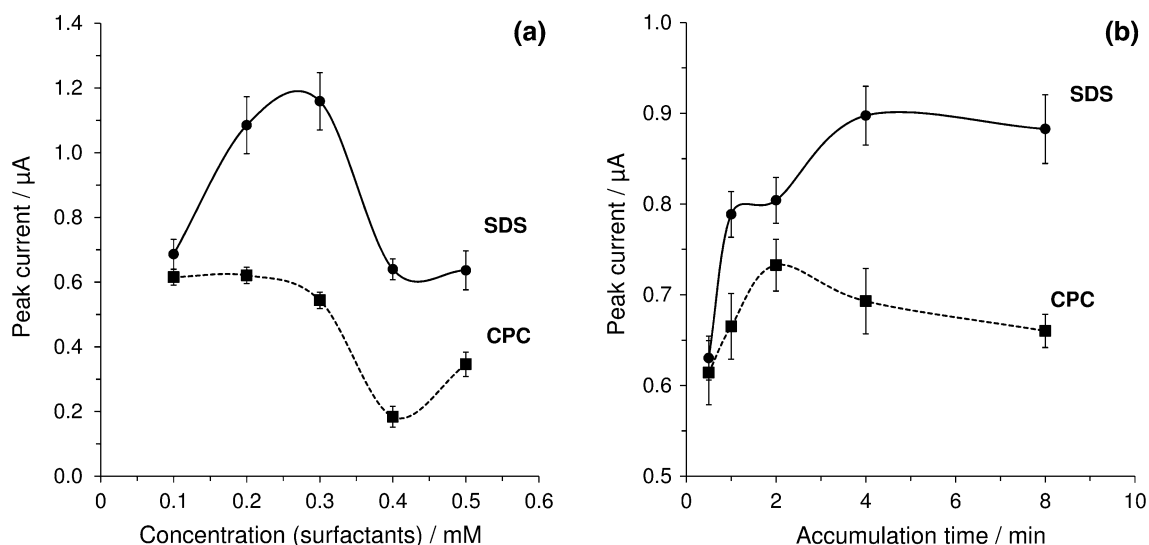 (a)
1.4
1.2
1.0
0.8
0.6
0.4
0.2
0.0
Peak current / µA
SDS
CPC
0 0.1 0.2 0.3 0.4 0.5 0.6
Concentration (surfactants) / mM
(b)
1.0
0.9
0.8
0.7
0.6
0.5
Peak current / µA
SDS
CPC
0 2 4 6 8 10
Accumulation time / min